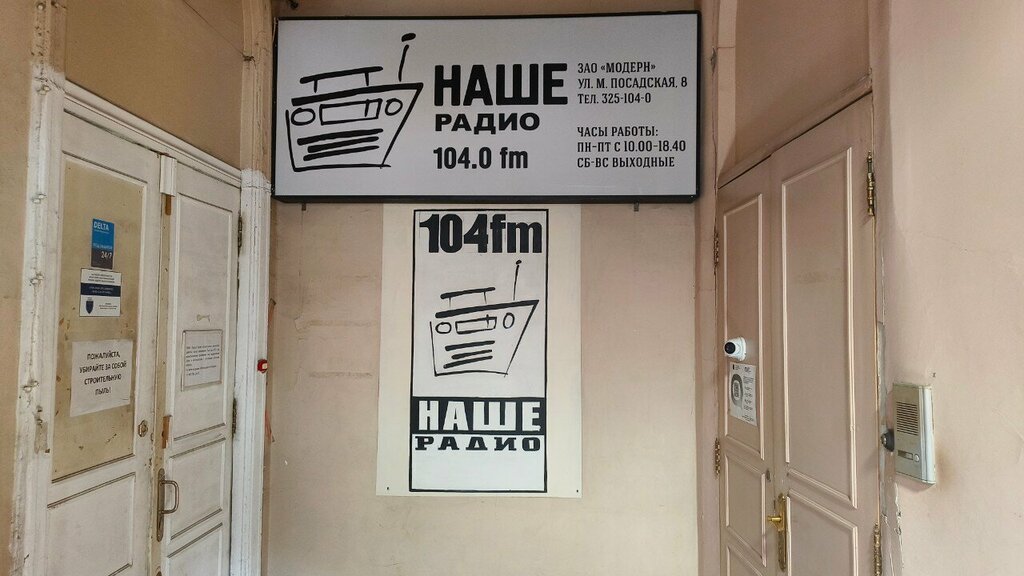 НАШЕ
РАДИО
104.0 fm
ЗАО «МОДЕРН»
УЛ. М. ПОСАДСКАЯ, 8
ТЕЛ. 325-104-0
ЧАСЫ РАБОТЫ:
ПН-ПТ С 10.00-18.40
СБ-ВС ВЫХОДНЫЕ
104fm
НАШЕ
РАДИО
DELTA
24/7
ПОЖАЛУЙСТА,
УБИРАЙТЕ ЗА СОБОЙ
СТРОИТЕЛЬНУЮ
ПЫЛЬ!